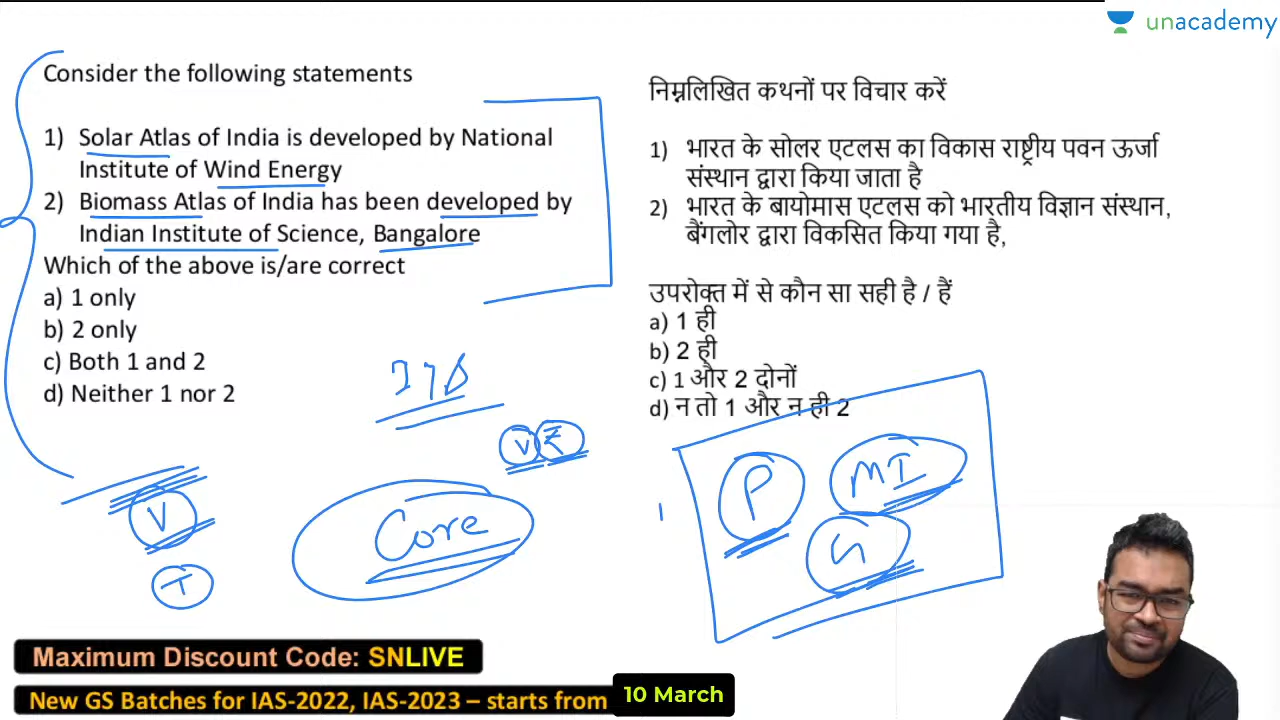 unacademy
Consider the following statements
1) Solar Atlas of India is developed by National
Institute of Wind Energy
2) Biomass Atlas of India has been developed by
Indian Institute of Science, Bangalore
Which of the above is/are correct
a) 1 only
b) 2 only
c) Both 1 and 2
d) Neither 1 nor 2
निम्नलिखित कथनों पर विचार करें
1) भारत के सोलर एटलस का विकास राष्ट्रीय पवन ऊर्जा
संस्थान द्वारा किया जाता है
2) भारत के बायोमास एटलस को भारतीय विज्ञान संस्थान,
बैंगलोर द्वारा विकसित किया गया है,
उपरोक्त में से कौन सा सही है / हैं
a) 1 ही
b) 2 ही
c) 1 और 2 दोनों
d) न तो 1 और न ही 2
V ₹
P
MI
V
Core
T
Maximum Discount Code: SNLIVE
New GS Batches for IAS-2022, IAS-2023 – starts from 10 March